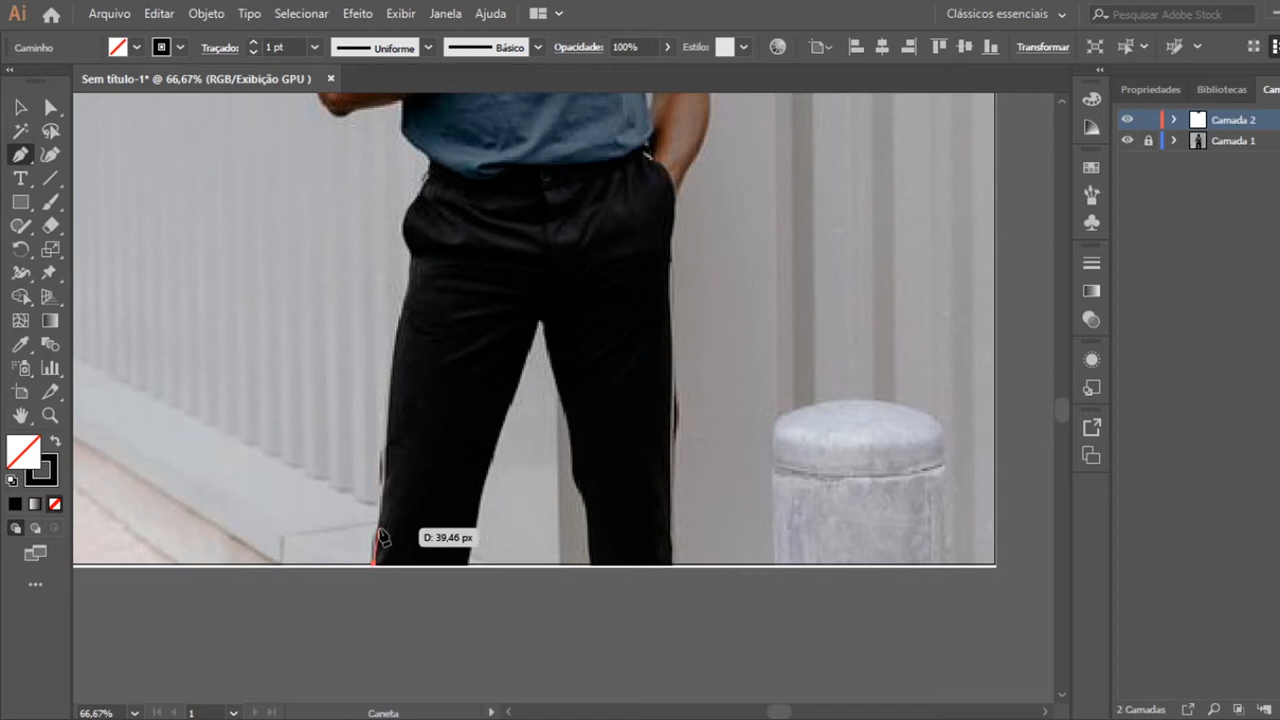 Ai Arquivo Editar Objeto Tipo Selecionar Efeito Exibir Janela Ajuda Clássicos essenciais Pesquisar Adobe Stock
Caminho Traçado: 1 pt Uniforme Básico Opacidade: 100% Estilo: Transformar
Sem título-1* @ 66,67% (RGB/Exibição GPU ) ×
Propriedades Bibliotecas Cam
Camada 2
Camada 1
D: 39,46 px
66,67% 1 Caneta 2 Camadas